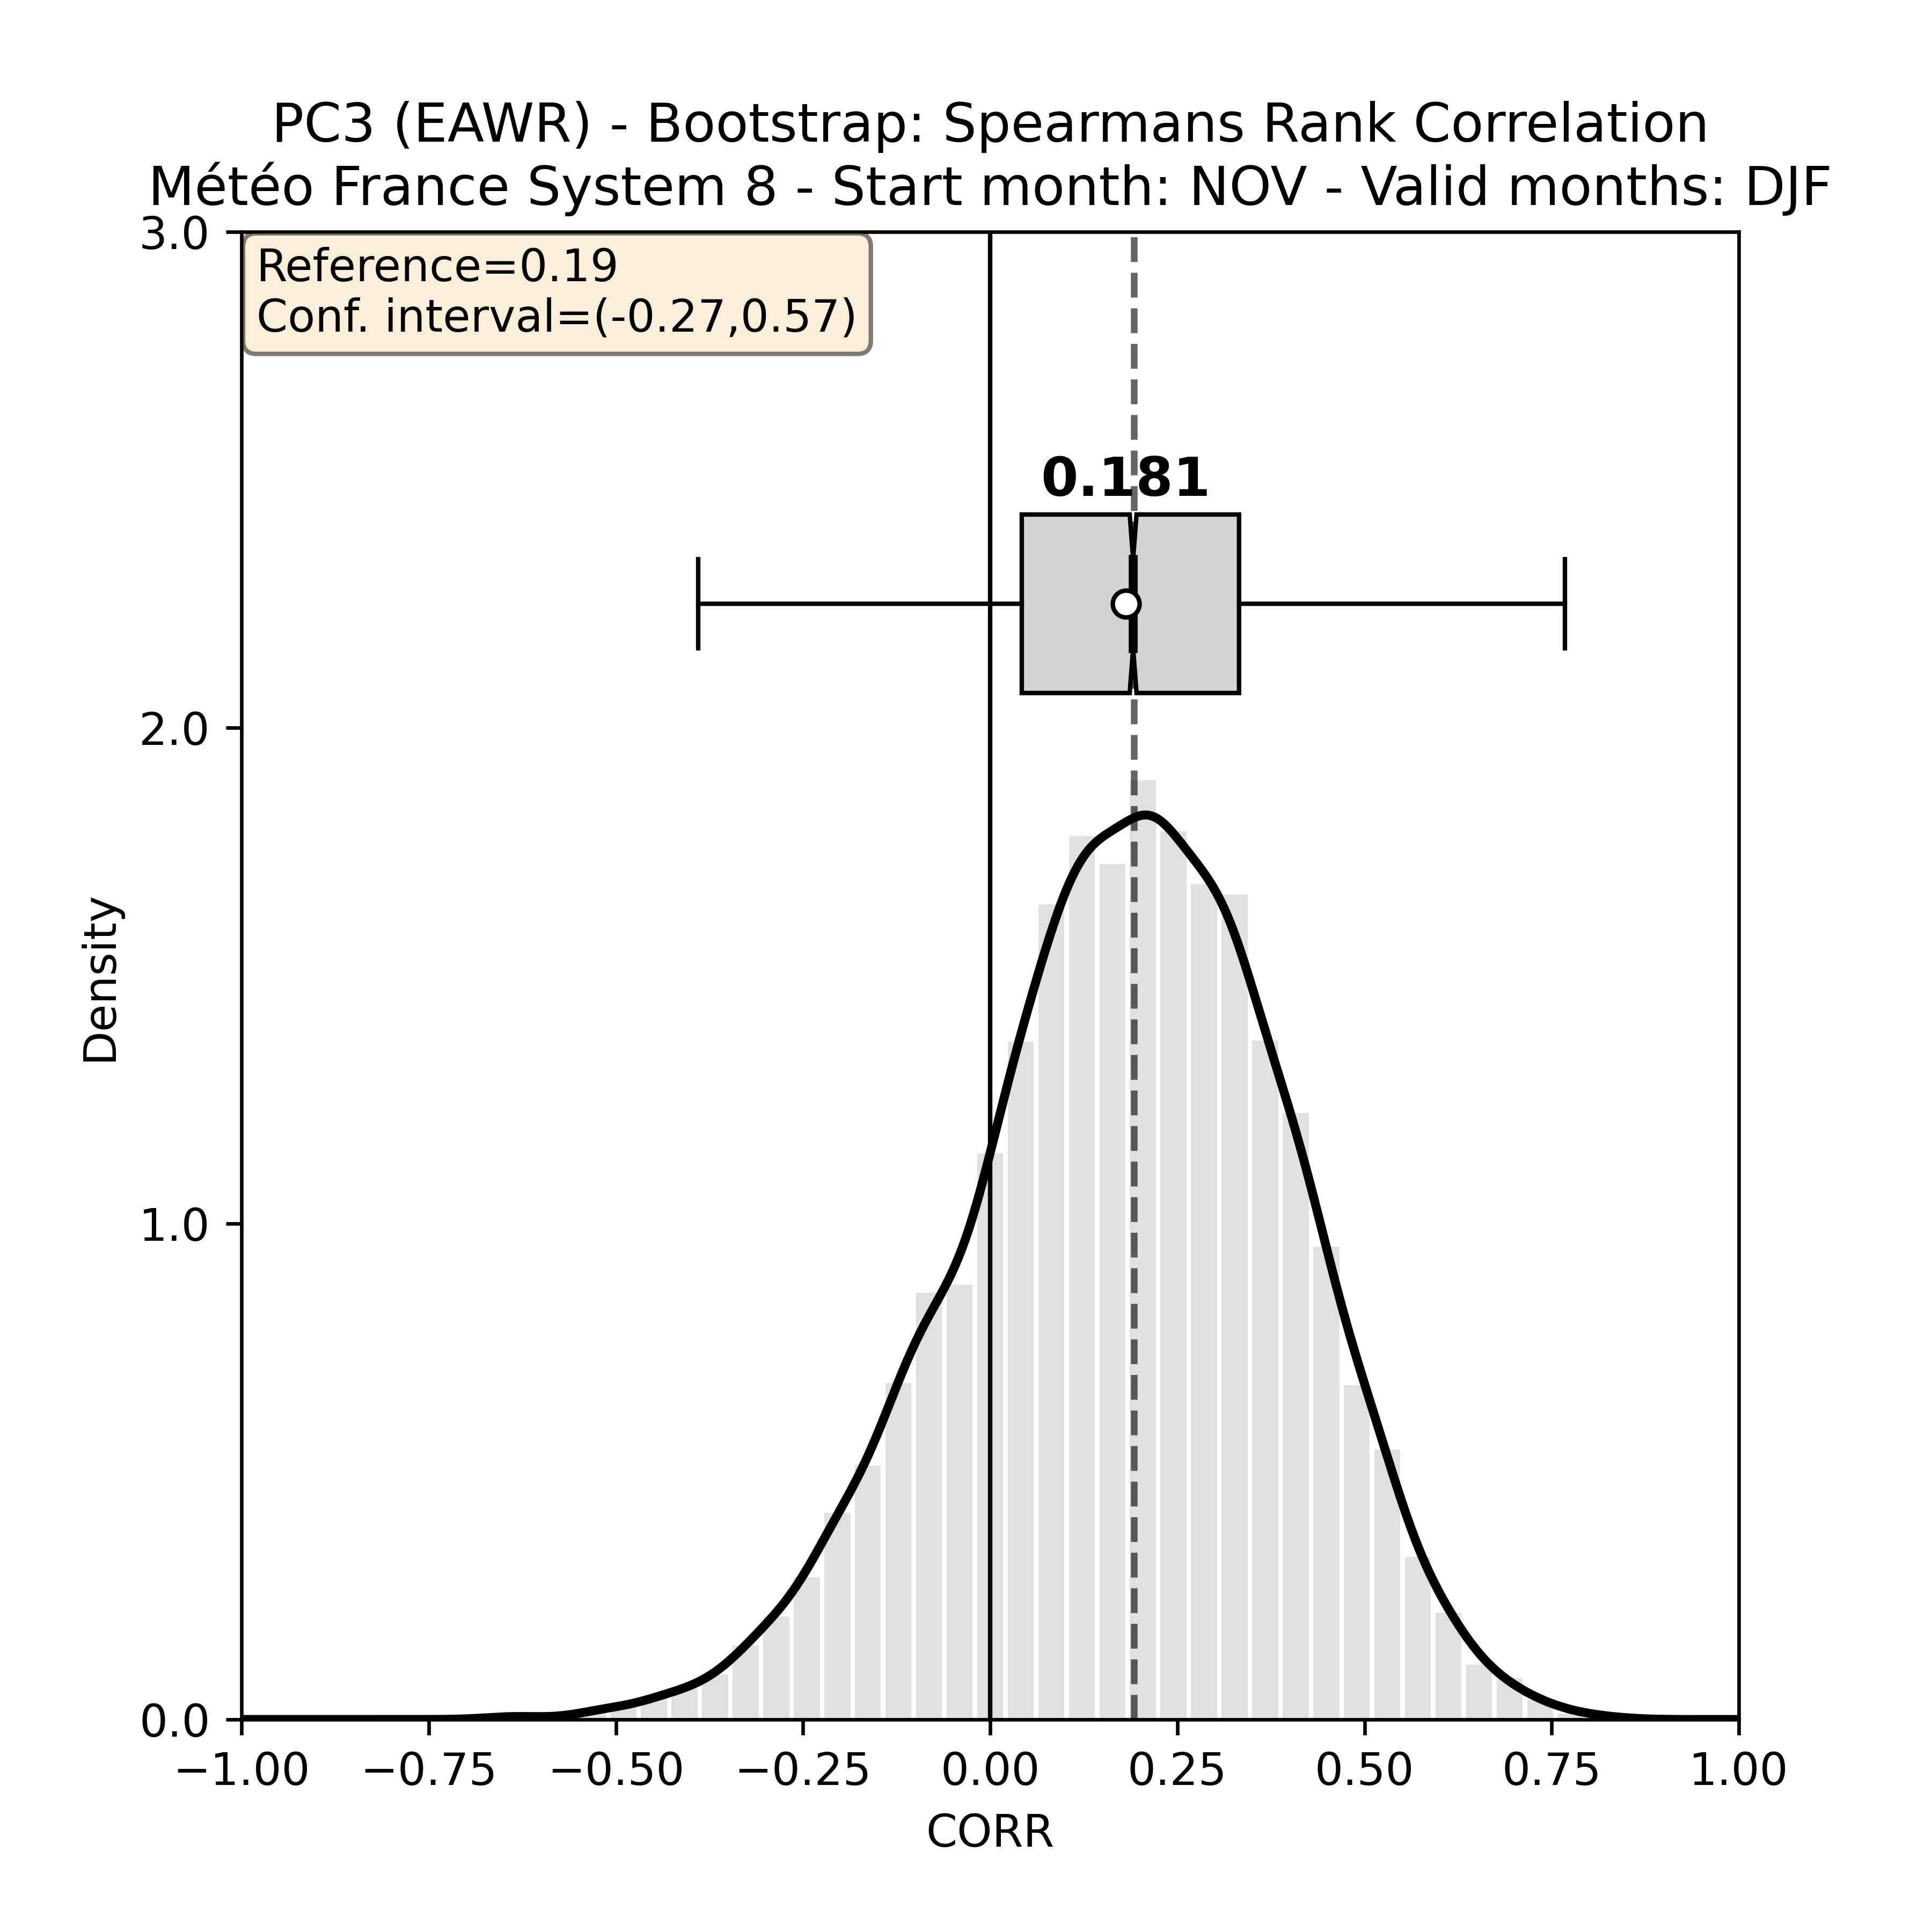 PC3 (EAWR) - Bootstrap: Spearmans Rank Correlation
Météo France System 8 - Start month: NOV - Valid months: DJF
Reference=0.19
Conf. interval=(-0.27,0.57)
0.181
3.0
2.0
1.0
0.0
Density
−1.00 −0.75 −0.50 −0.25 0.00 0.25 0.50 0.75 1.00
CORR